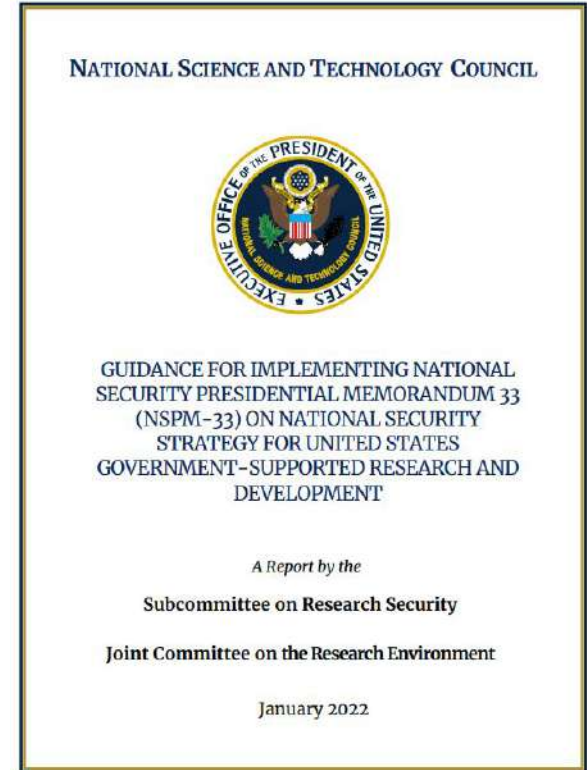 NATIONAL SCIENCE AND TECHNOLOGY COUNCIL
EXECUTIVE OFFICE OF THE PRESIDENT OF THE UNITED STATES
NATIONAL SCIENCE AND TECHNOLOGY COUNCIL
GUIDANCE FOR IMPLEMENTING NATIONAL
SECURITY PRESIDENTIAL MEMORANDUM 33
(NSPM-33) ON NATIONAL SECURITY
STRATEGY FOR UNITED STATES
GOVERNMENT-SUPPORTED RESEARCH AND
DEVELOPMENT
A Report by the
Subcommittee on Research Security
Joint Committee on the Research Environment
January 2022